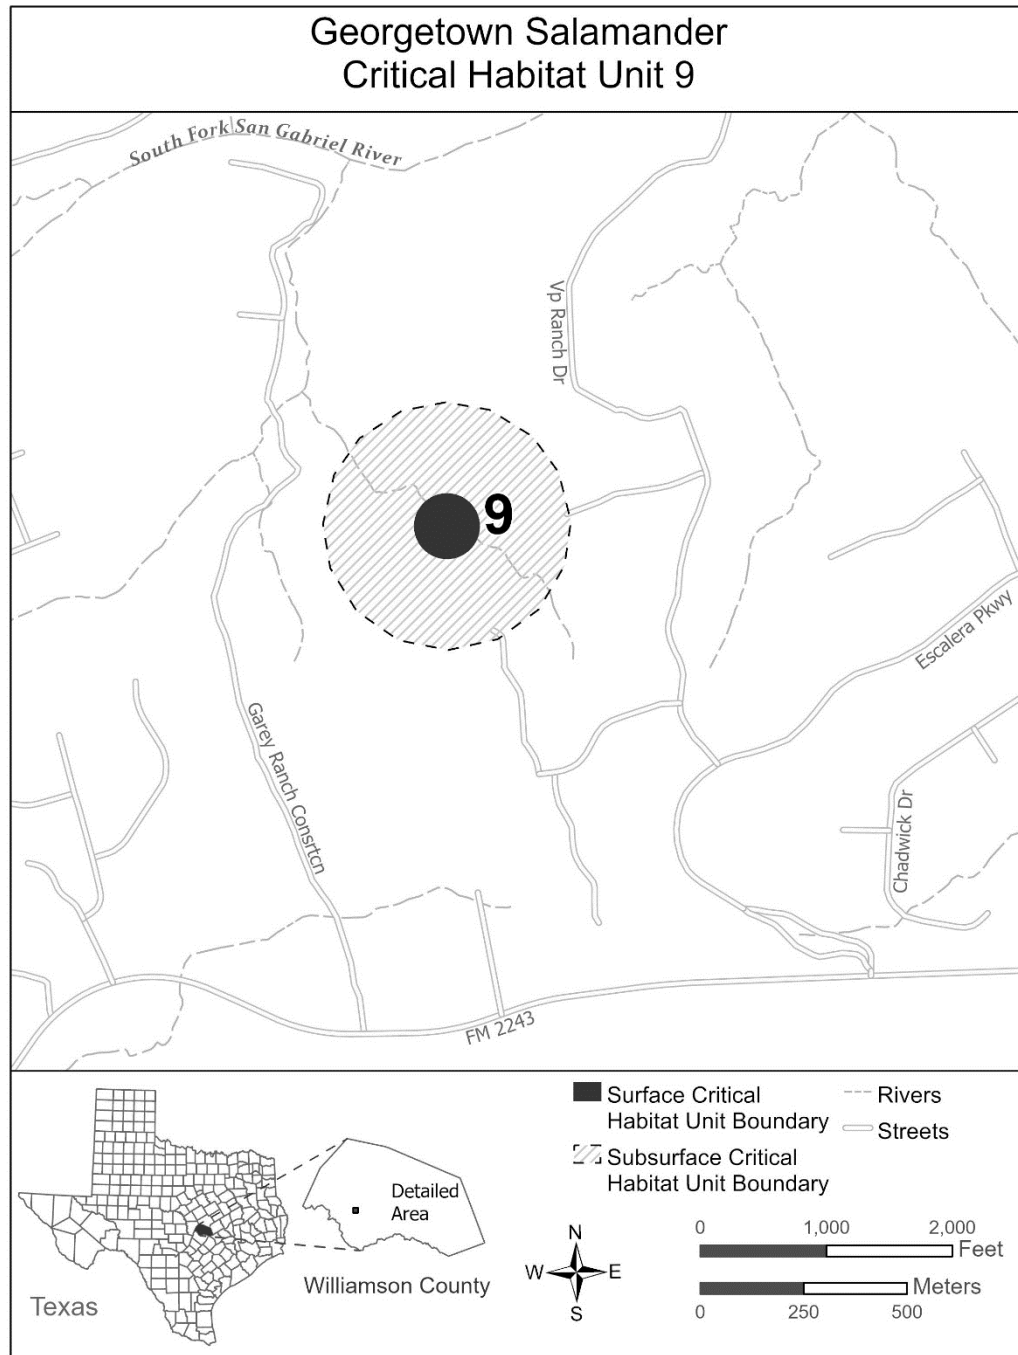 Georgetown Salamander
Critical Habitat Unit 9
South Fork San Gabriel River
Vp Ranch Dr
9
Escalera Pkwy
Garey Ranch Consrtcn
Chadwick Dr
FM 2243
Surface Critical
Habitat Unit Boundary
Subsurface Critical
Habitat Unit Boundary
Rivers
Streets
Detailed
Area
Williamson County
Texas
N
W E
S
0 1,000 2,000
Feet
Meters
0 250 500